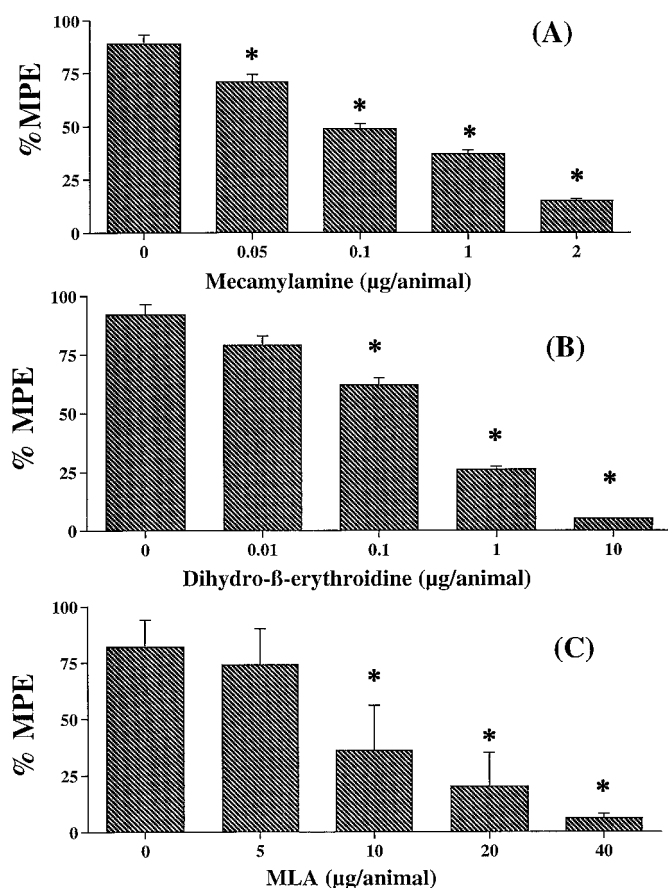 (A)
% MPE
100
75
50
25
0
*
*
*
*
0 0.05 0.1 1 2
Mecamylamine (µg/animal)
(B)
% MPE
100
75
50
25
0
*
*
*
0 0.01 0.1 1 10
Dihydro-ß-erythroidine (µg/animal)
(C)
% MPE
100
75
50
25
0
*
*
*
0 5 10 20 40
MLA (µg/animal)